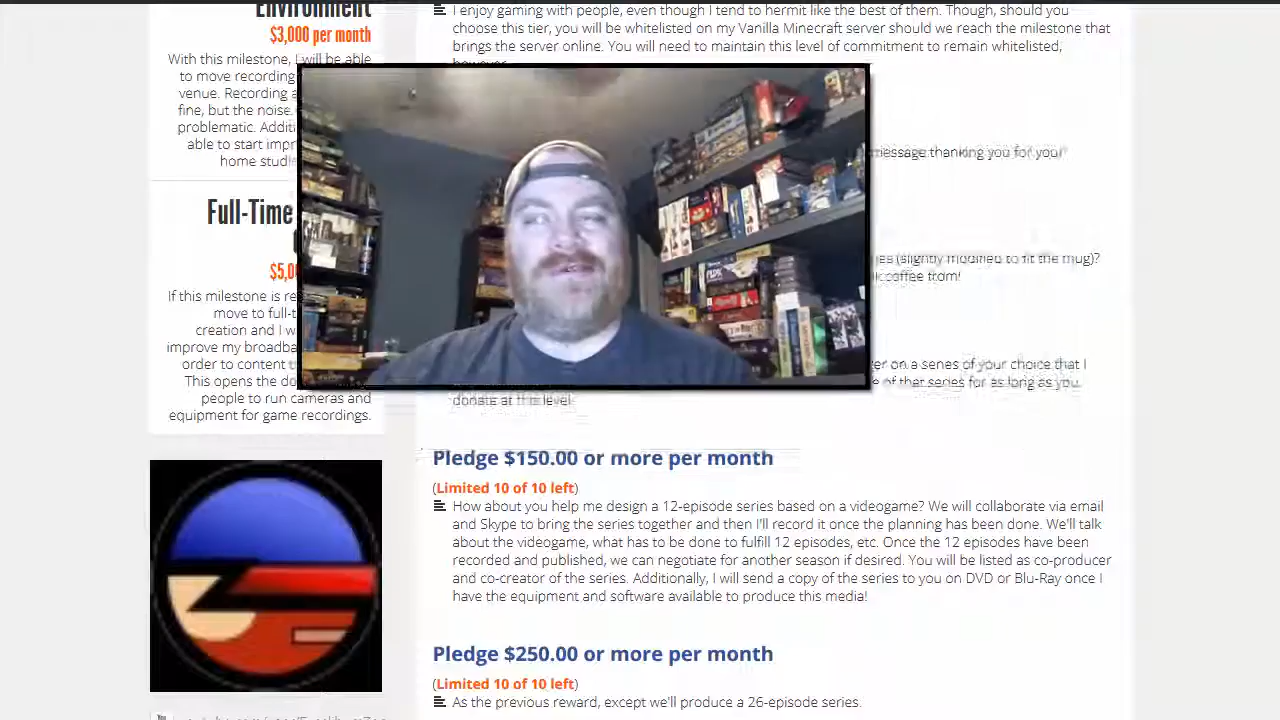 Environment
$3,000 per month
With this milestone, I will be able
to move recording
venue. Recording
fine, but the noise
problematic.
able to start
home
Full-Time
If this milestone is
move to
creation and I
improve my
order to content
This opens the
people to run cameras and
equipment for game recordings.
I enjoy gaming with people, even though I tend to hermit like the best of them. Though, should you
choose this tier, you will be whitelisted on my Vanilla Minecraft server should we reach the milestone that
brings the server online. You will need to maintain this level of commitment to remain whitelisted,
however.
message thanking you for your
(slightly modified to fit the mug)?
coffee from!
on a series of your choice that I
of ther series for as long as you
donate at this level.
Pledge $150.00 or more per month
(Limited 10 of 10 left)
How about you help me design a 12-episode series based on a videogame? We will collaborate via email
and Skype to bring the series together and then I'll record it once the planning has been done. We'll talk
about the videogame, what has to be done to fulfill 12 episodes, etc. Once the 12 episodes have been
recorded and published, we can negotiate for another season if desired. You will be listed as co-producer
and co-creator of the series. Additionally, I will send a copy of the series to you on DVD or Blu-Ray once I
have the equipment and software available to produce this media!
Pledge $250.00 or more per month
(Limited 10 of 10 left)
As the previous reward, except we'll produce a 26-episode series.